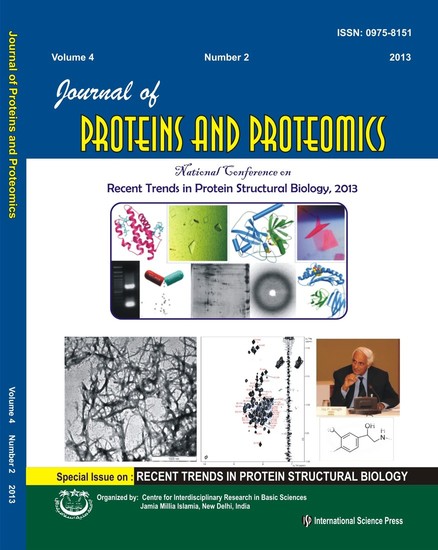 ISSN: 0975-8151
Volume 4 Number 2 2013
Journal of
PROTEINS AND PROTEOMICS
National Conference on
Recent Trends in Protein Structural Biology, 2013
OH
N
Special Issue on : RECENT TRENDS IN PROTEIN STRUCTURAL BIOLOGY
Organized by: Centre for Interdisciplinary Research in Basic Sciences
Jamia Millia Islamia, New Delhi, India
International Science Press
Journal of Proteins and Proteomics
Volume 4 Number 2 2013